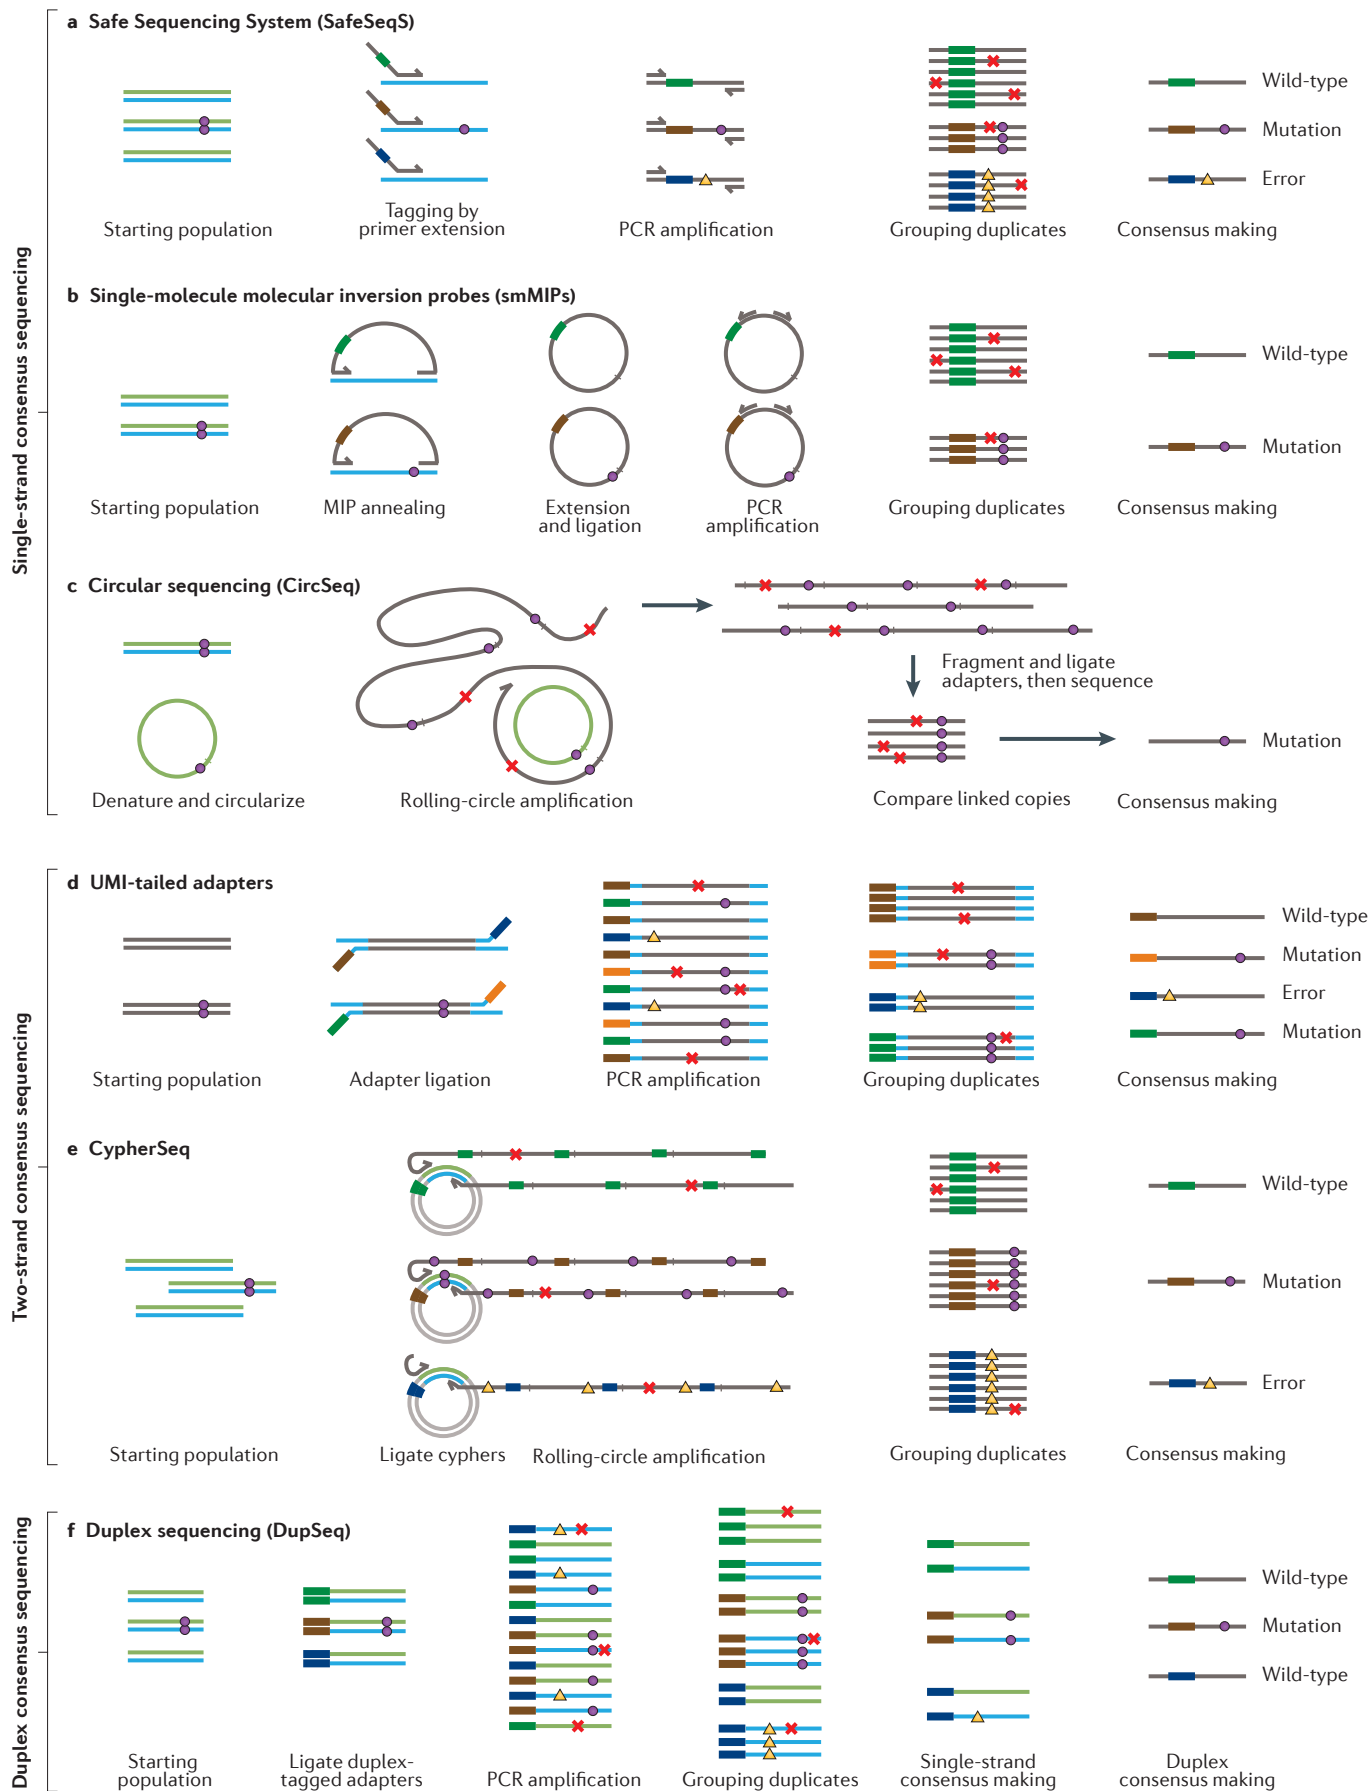 Single-strand consensus sequencing
a Safe Sequencing System (SafeSeqS)
Wild-type
Mutation
Error
Starting population
Tagging by
primer extension
PCR amplification
Grouping duplicates
Consensus making
b Single-molecule molecular inversion probes (smMIPs)
Wild-type
Mutation
Starting population
MIP annealing
Extension
and ligation
PCR
amplification
Grouping duplicates
Consensus making
c Circular sequencing (CircSeq)
Fragment and ligate
adapters, then sequence
Mutation
Denature and circularize
Rolling-circle amplification
Compare linked copies
Consensus making
Two-strand consensus sequencing
d UMI-tailed adapters
Wild-type
Mutation
Error
Mutation
Starting population
Adapter ligation
PCR amplification
Grouping duplicates
Consensus making
e CypherSeq
Wild-type
Mutation
Error
Starting population
Ligate cyphers
Rolling-circle amplification
Grouping duplicates
Consensus making
Duplex consensus sequencing
f Duplex sequencing (DupSeq)
Wild-type
Mutation
Wild-type
Starting
population
Ligate duplex-
tagged adapters
PCR amplification
Grouping duplicates
Single-strand
consensus making
Duplex
consensus making